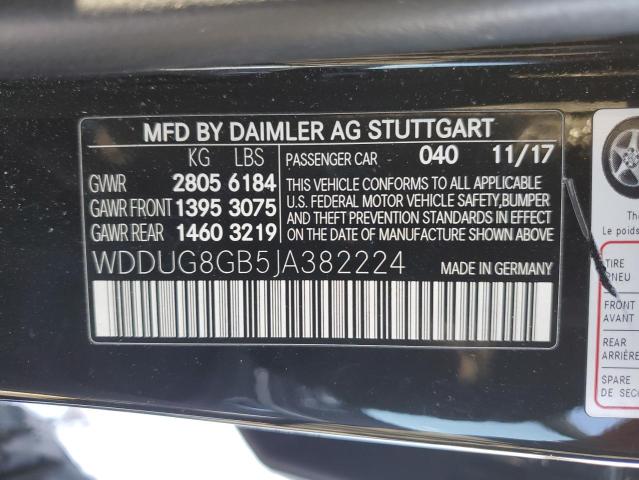 MFD BY DAIMLER AG STUTTGART
KG LBS
GVWR 2805 6184
GAWR FRONT 1395 3075
GAWR REAR 1460 3219
PASSENGER CAR 040 11/17
THIS VEHICLE CONFORMS TO ALL APPLICABLE
U.S. FEDERAL MOTOR VEHICLE SAFETY,BUMPER
AND THEFT PREVENTION STANDARDS IN EFFECT
ON THE DATE OF MANUFACTURE SHOWN ABOVE
WDDUG8GB5JA382224 MADE IN GERMANY
Le poids
TIRE
PNEU
FRONT
AVANT
REAR
ARRIÈRE
SPARE
DE